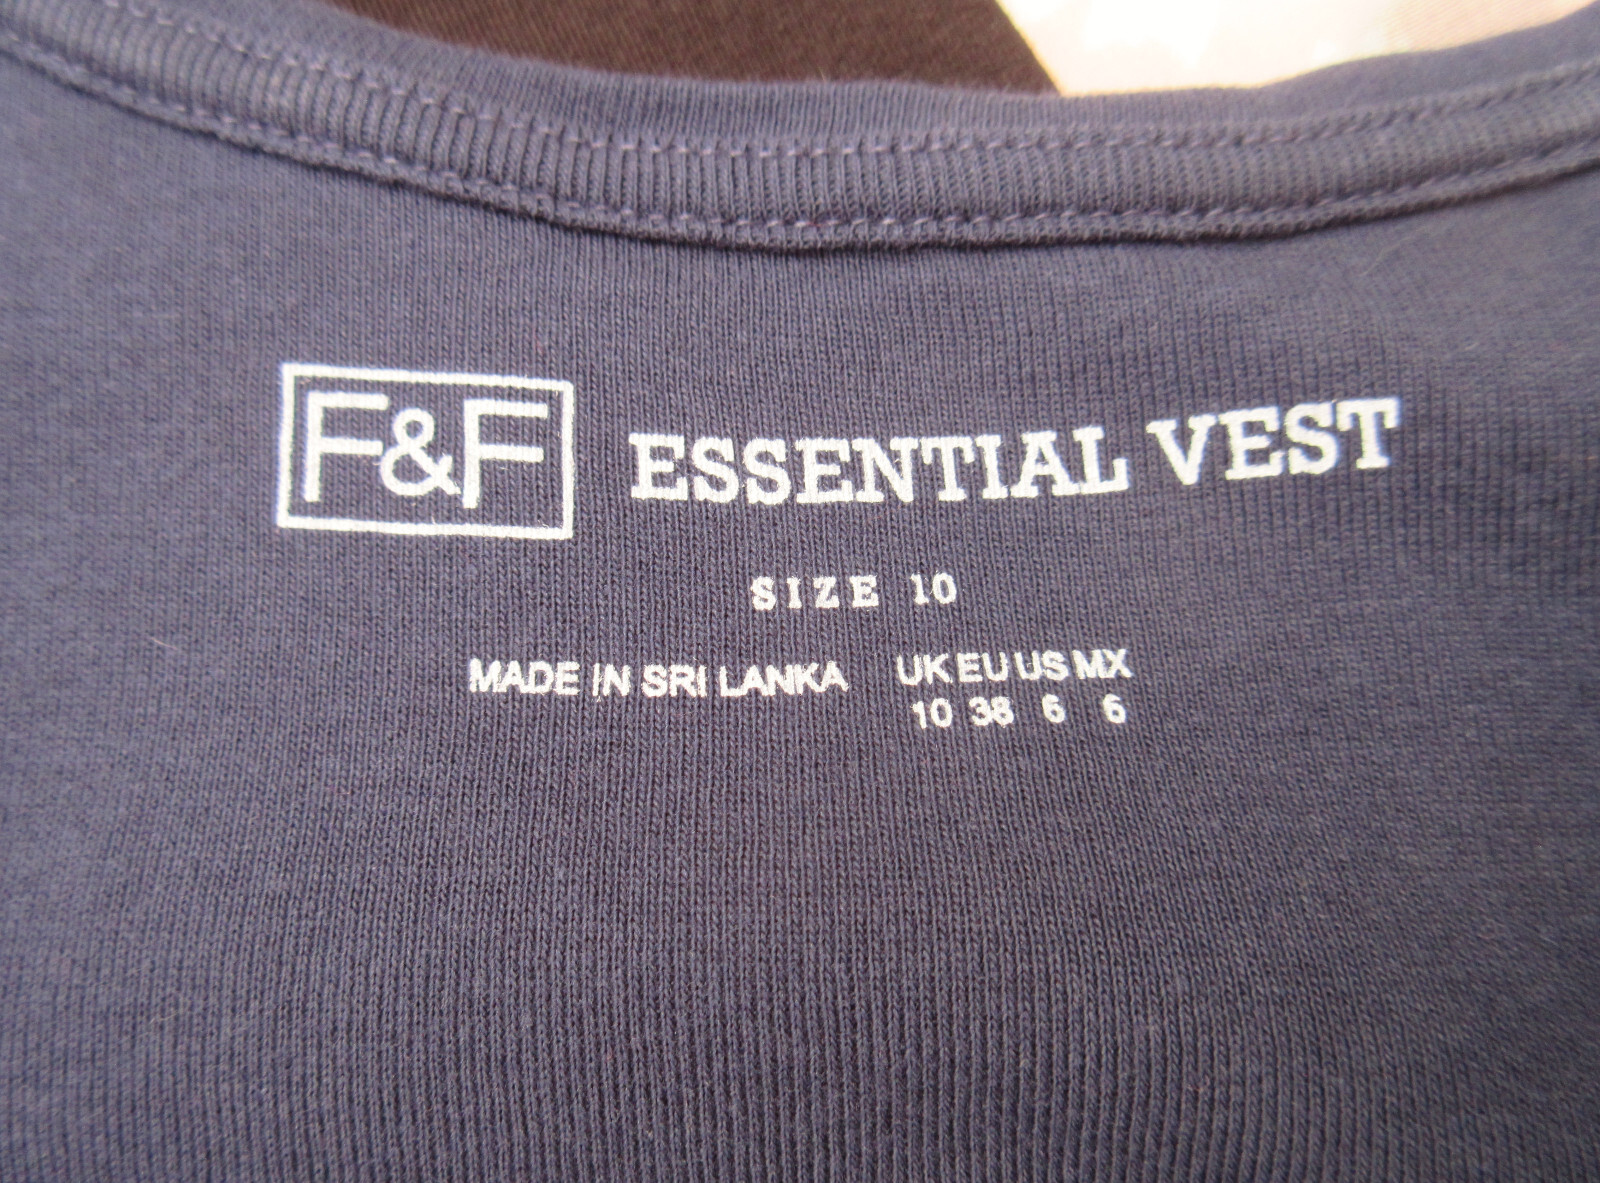 F&F ESSENTIAL VEST
SIZE 10
MADE IN SRI LANKA UK EU US MX
10 38 6 6